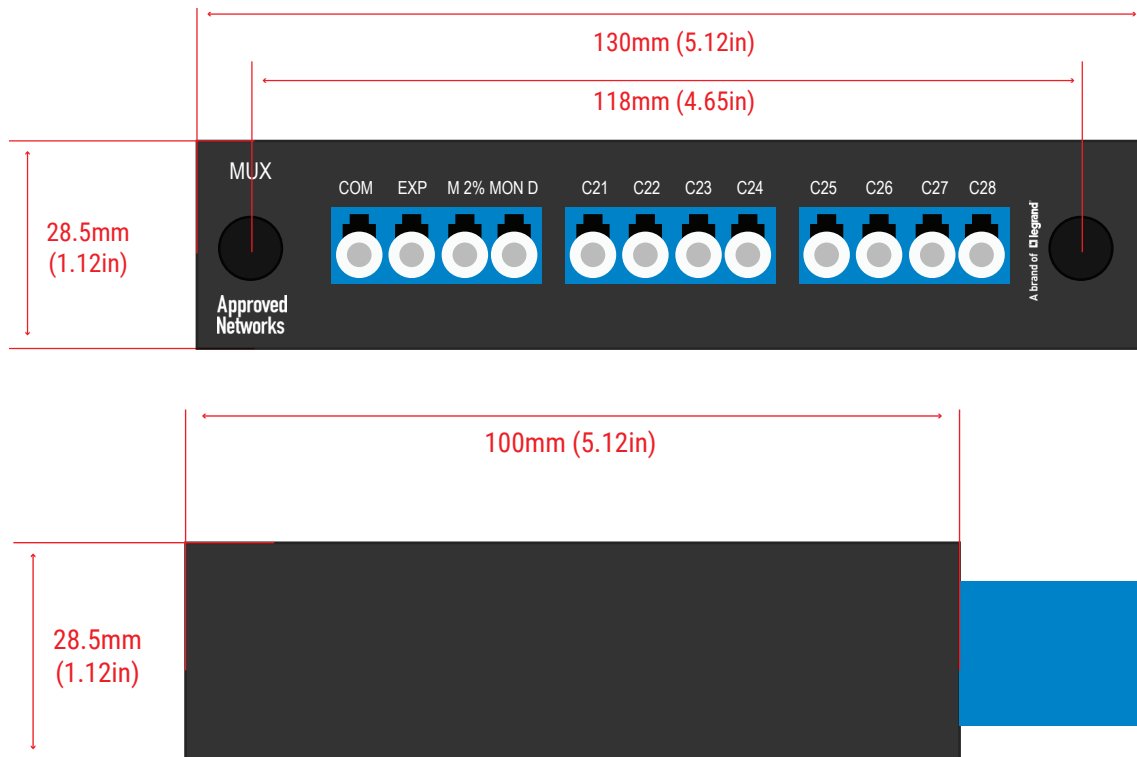 130mm (5.12in)
118mm (4.65in)
MUX
COM EXP M 2% MON D C21 C22 C23 C24 C25 C26 C27 C28
28.5mm
(1.12in)
A brand of legrand
Approved
Networks
100mm (5.12in)
28.5mm
(1.12in)